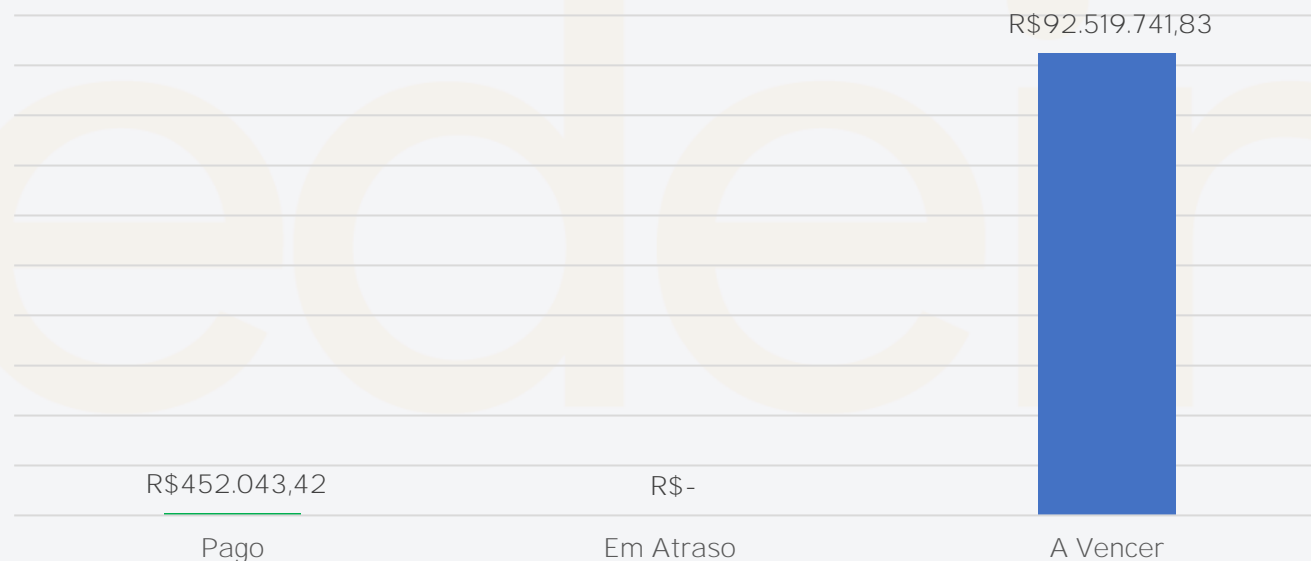 R$92.519.741,83
R$452.043,42
R$-
Pago
Em Atraso
A Vencer